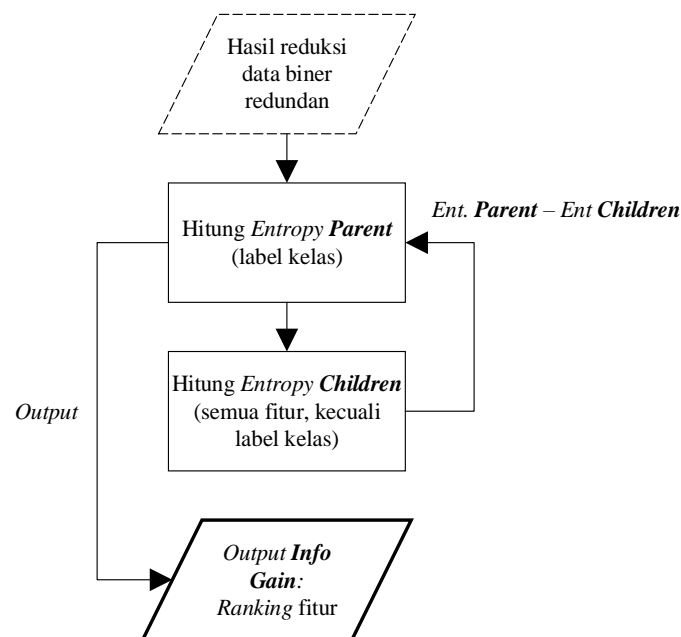 Hasil reduksi
data biner
redundan
Ent. Parent – Ent Children
Hitung Entropy Parent
(label kelas)
Hitung Entropy Children
(semua fitur, kecuali
label kelas)
Output
Output Info
Gain:
Ranking fitur